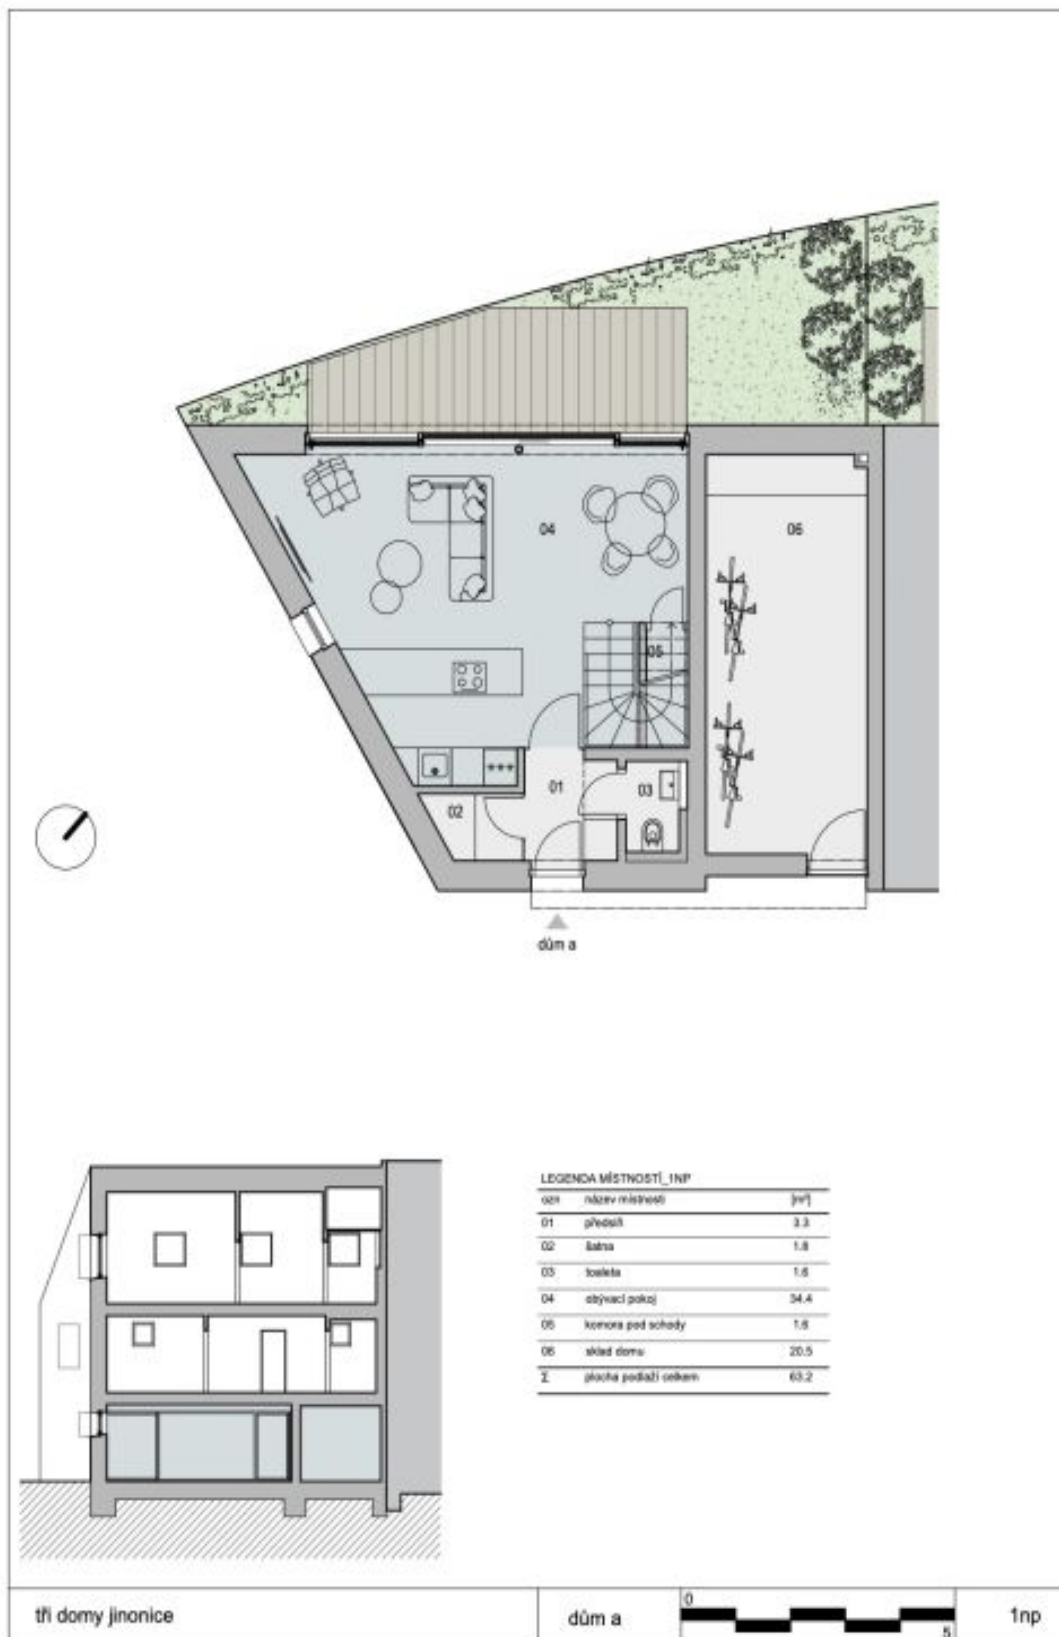 04
06
05
01
03
02
dům a
LEGENDA MÍSTNOSTÍ_1NP
ozn název místnosti [m²]
01 předsíň 3.3
02 šatna 1.8
03 toaleta 1.6
04 obývací pokoj 34.4
05 komora pod schody 1.6
06 sklad domu 20.5
Σ plocha podlaží celkem 63.2
tři domy jinonice
dům a
0
5
1np